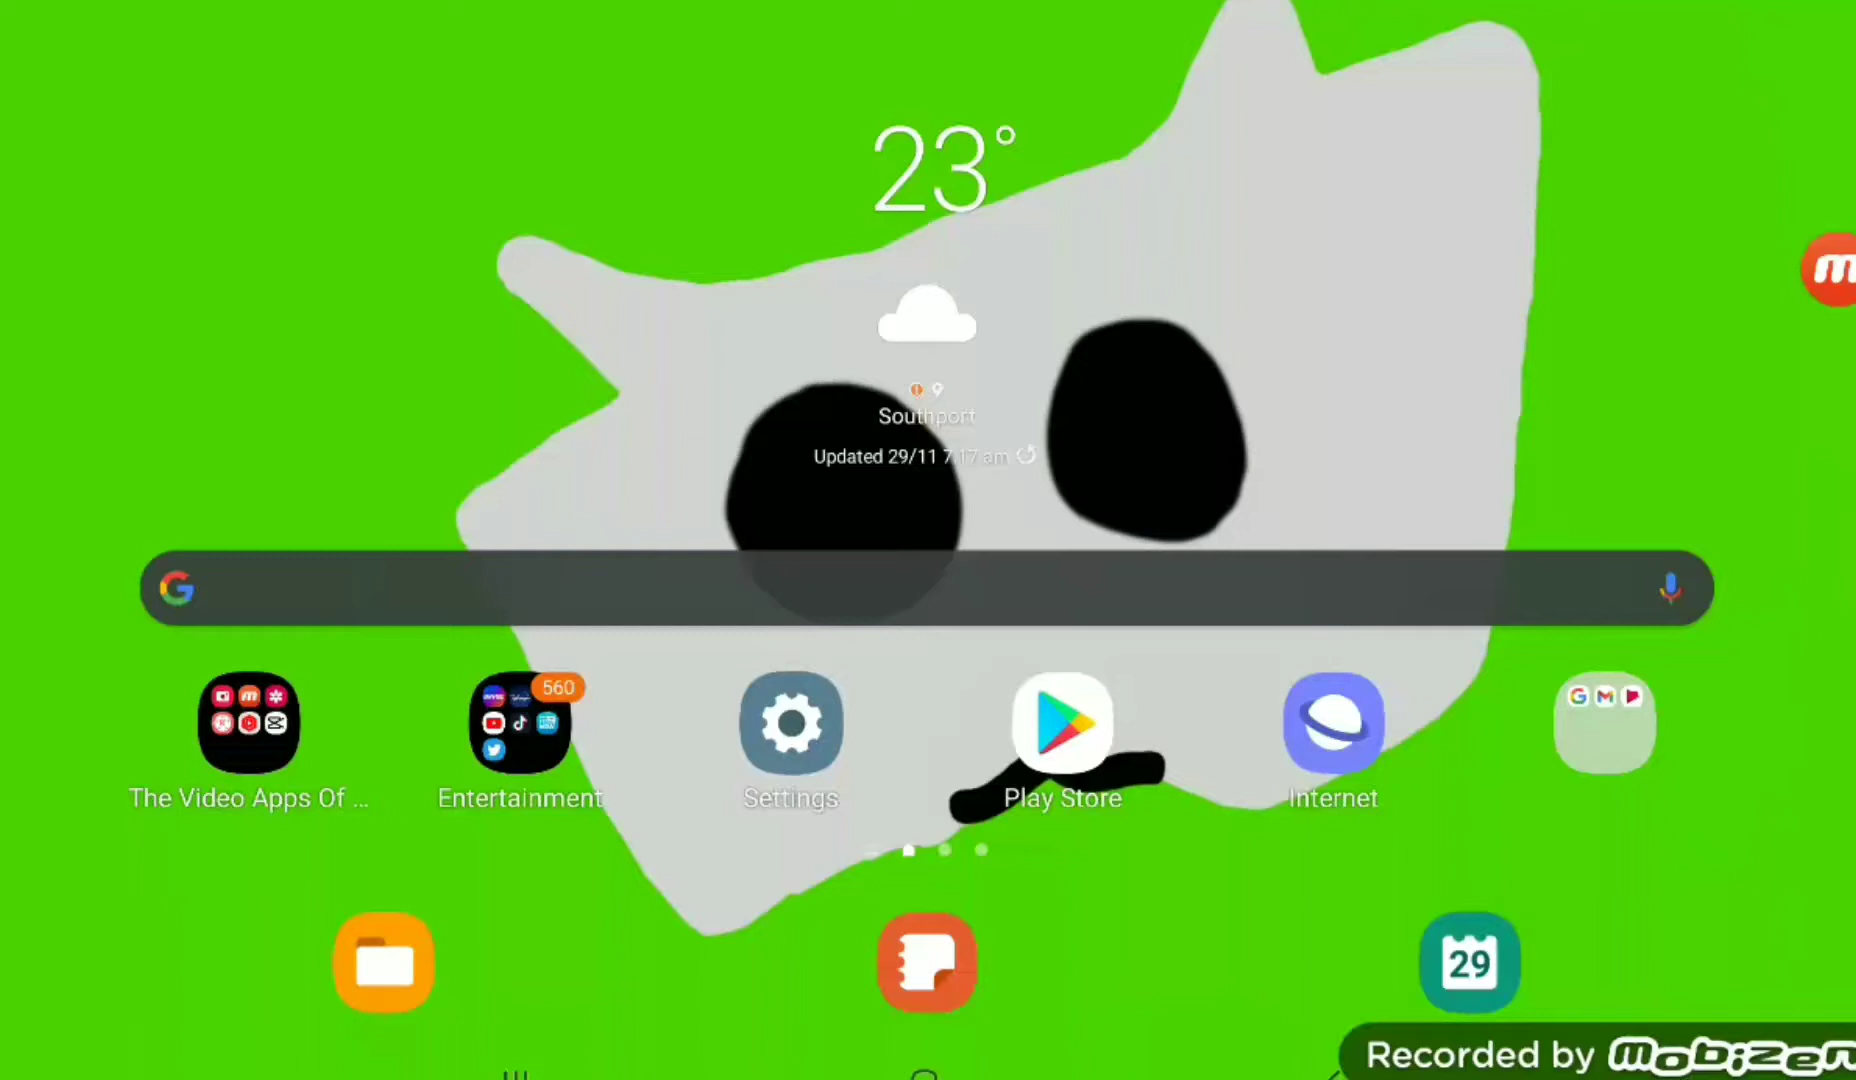 23°
Southport
Updated 29/11 7.17 am
560
The Video Apps Of ...
Entertainment
Settings
Play Store
Internet
29
Recorded by mobizen